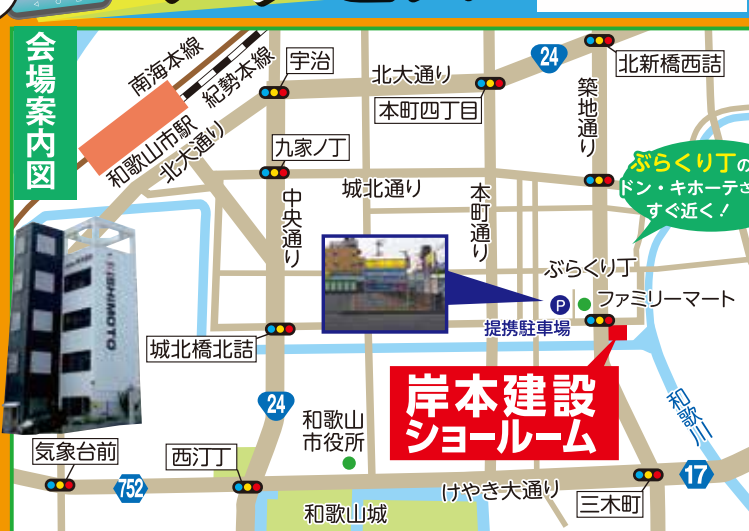 会場案内図
南海本線
紀勢本線
宇治
北大通り
24
北新橋西詰
本町四丁目
築地通り
和歌山市駅
北大通り
九家ノ丁
城北通り
中央通り
本町通り
ぶらくり丁の
ドン・キホーテさ
すぐ近く!
KISHIMOTO
ぶらくり丁
P
ファミリーマート
提携駐車場
城北橋北詰
岸本建設
ショールーム
24
和歌山
市役所
和歌川
気象台前
752
西汀丁
けやき大通り
17
三木町
和歌山城